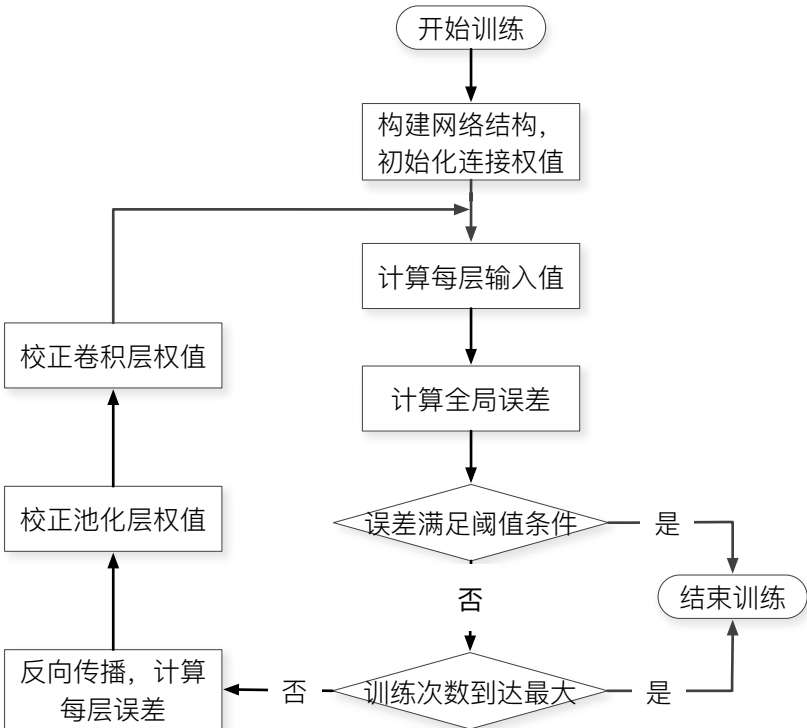 开始训练
构建网络结构，
初始化连接权值
计算每层输入值
校正卷积层权值
计算全局误差
校正池化层权值
误差满足阈值条件
是
否
结束训练
反向传播，计算
每层误差
否
训练次数到达最大
是